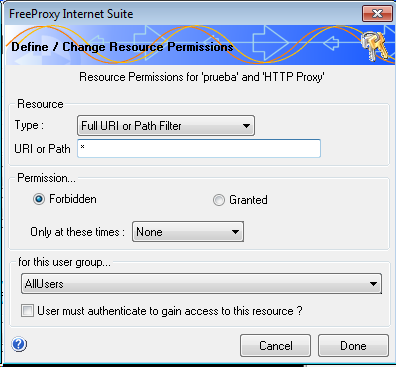 FreeProxy Internet Suite
Define / Change Resource Permissions
Resource Permissions for 'prueba' and 'HTTP Proxy'
Resource
Type : Full URI or Path Filter
URI or Path *
Permission...
Forbidden Granted
Only at these times : None
for this user group...
AllUsers
User must authenticate to gain access to this resource ?
Cancel Done